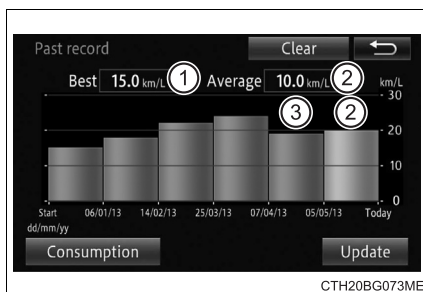 Past record Clear
Best 15.0 km/L 1 Average 10.0 km/L 2 km/L
30
3 2
20
10
0
Start 06/01/13 14/02/13 25/03/13 07/04/13 05/05/13 Today
dd/mm/yy
Consumption Update
CTH20BG073ME